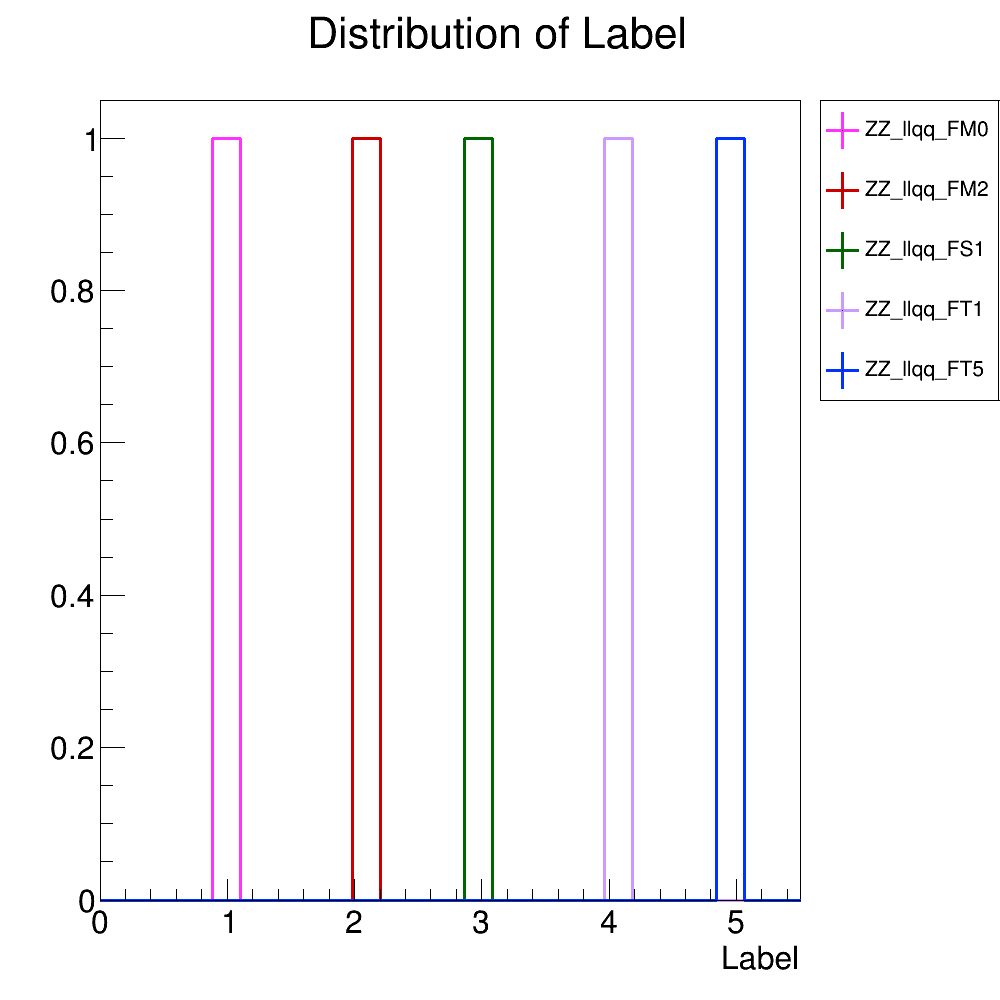 Distribution of Label
1
0.8
0.6
0.4
0.2
0
0 1 2 3 4 5
Label
ZZ_llqq_FM0
ZZ_llqq_FM2
ZZ_llqq_FS1
ZZ_llqq_FT1
ZZ_llqq_FT5